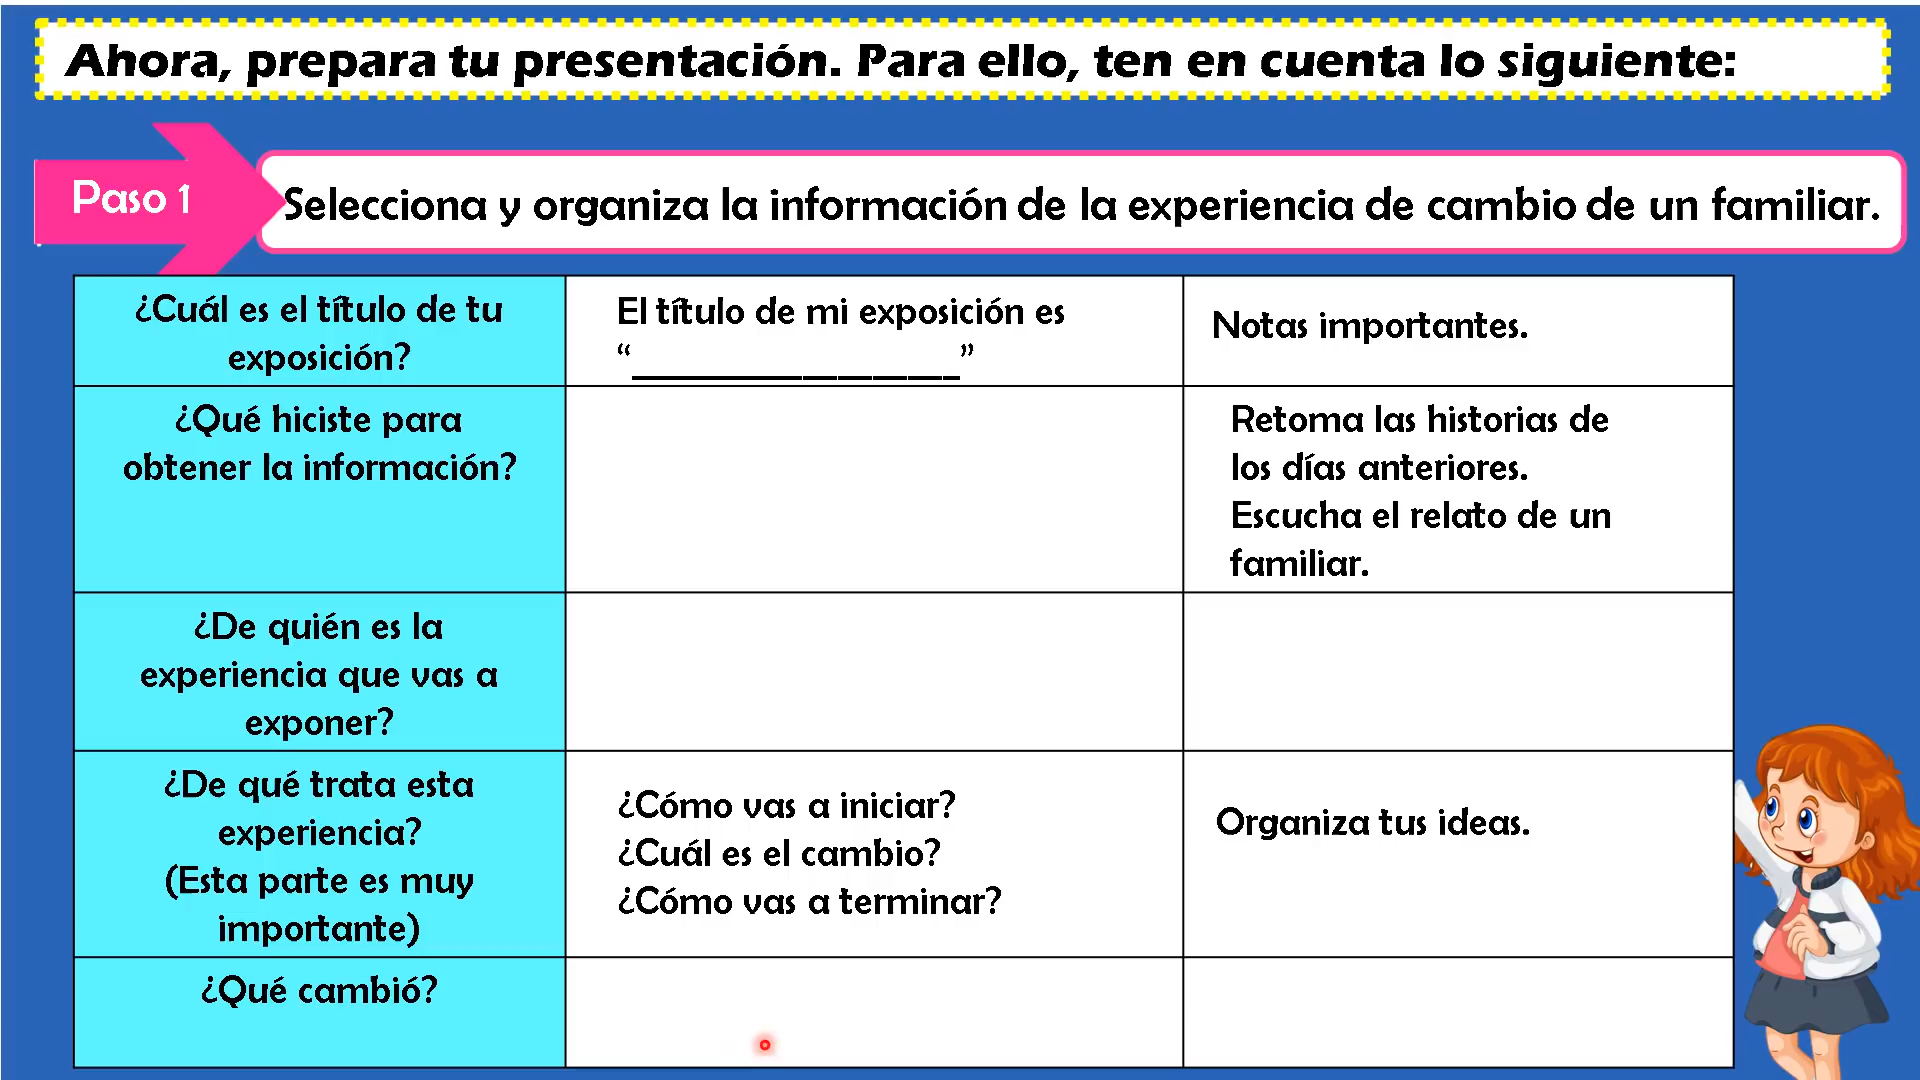 Ahora, prepara tu presentación. Para ello, ten en cuenta lo siguiente:
Paso 1
Selecciona y organiza la información de la experiencia de cambio de un familiar.
¿Cuál es el título de tu
exposición?
El título de mi exposición es
“___________________”
Notas importantes.
¿Qué hiciste para
obtener la información?
Retoma las historias de
los días anteriores.
Escucha el relato de un
familiar.
¿De quién es la
experiencia que vas a
exponer?
¿De qué trata esta
experiencia?
(Esta parte es muy
importante)
¿Cómo vas a iniciar?
¿Cuál es el cambio?
¿Cómo vas a terminar?
Organiza tus ideas.
¿Qué cambió?